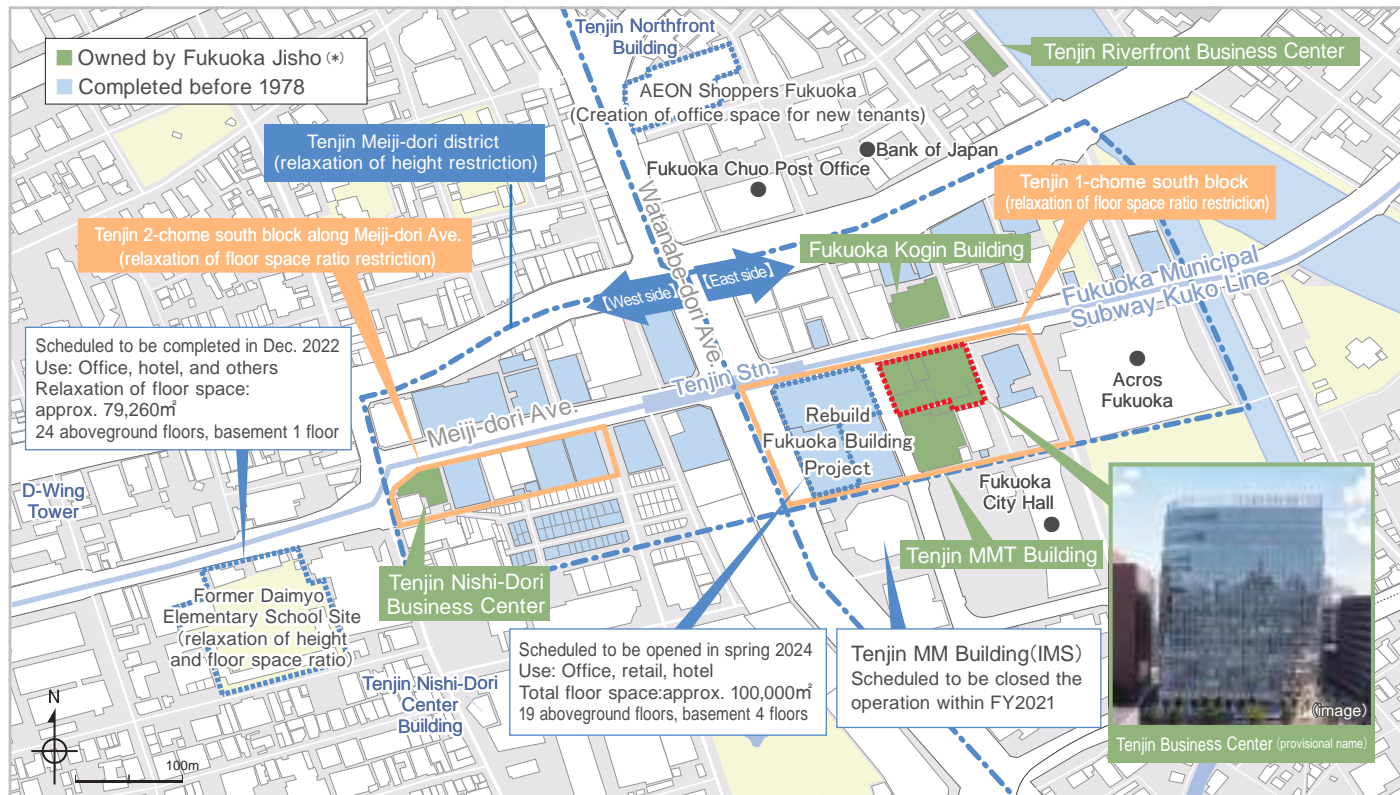 Owned by Fukuoka Jisho (*)
Completed before 1978
Tenjin Northfront
Building
Tenjin Riverfront Business Center
AEON Shoppers Fukuoka
(Creation of office space for new tenants)
Tenjin Meiji-dori district
(relaxation of height restriction)
Bank of Japan
Fukuoka Chuo Post Office
Tenjin 1-chome south block
(relaxation of floor space ratio restriction)
Tenjin 2-chome south block along Meiji-dori Ave.
(relaxation of floor space ratio restriction)
Watanabe-dori Ave.
Fukuoka Kogin Building
【West side】
【East side】
Fukuoka Municipal
Subway Kuko Line
Scheduled to be completed in Dec. 2022
Use: Office, hotel, and others
Relaxation of floor space:
approx. 79,260㎡
24 aboveground floors, basement 1 floor
Tenjin Stn.
Meiji-dori Ave.
Acros
Fukuoka
Rebuild
Fukuoka Building
Project
D-Wing
Tower
Fukuoka
City Hall
Tenjin MMT Building
Tenjin Nishi-Dori
Business Center
Former Daimyo
Elementary School Site
(relaxation of height
and floor space ratio)
Scheduled to be opened in spring 2024
Use: Office, retail, hotel
Total floor space:approx. 100,000㎡
19 aboveground floors, basement 4 floors
Tenjin MM Building(IMS)
Scheduled to be closed the
operation within FY2021
Tenjin Nishi-Dori
Center
Building
(image)
Tenjin Business Center (provisional name)
N
100m